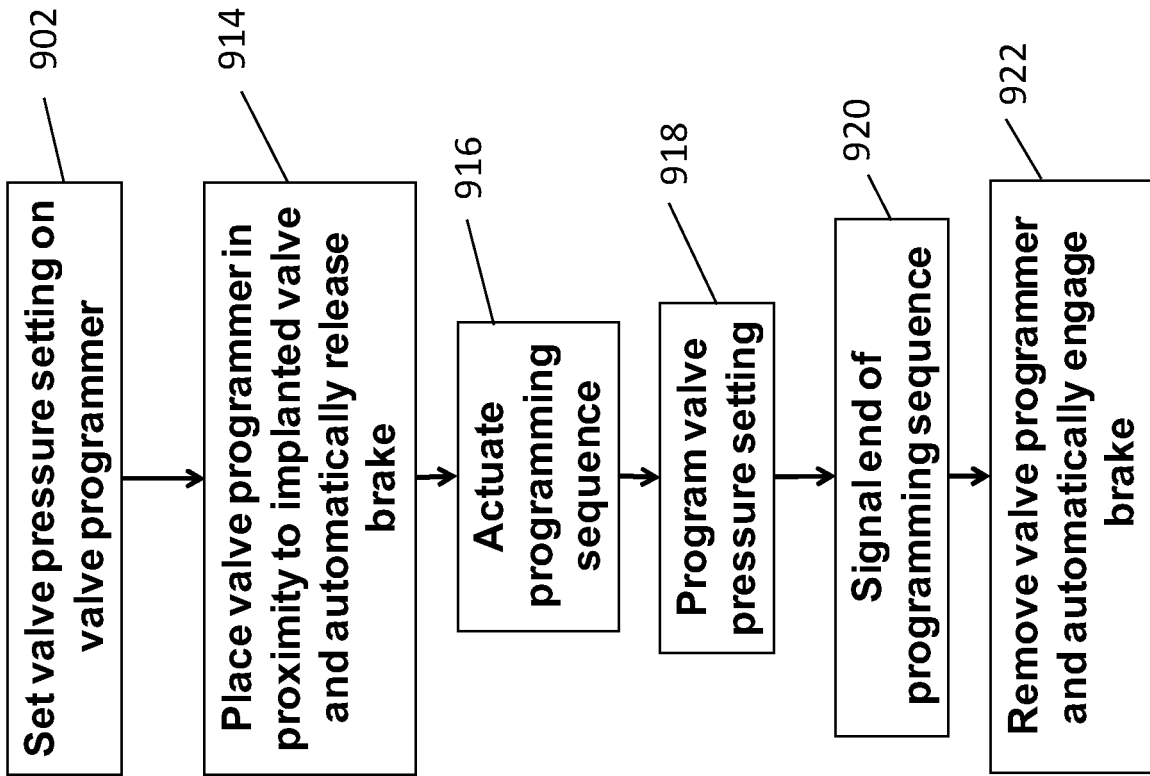 Set valve pressure setting on
valve programmer
902
Place valve programmer in
proximity to implanted valve
and automatically release
brake
914
Actuate
programming
sequence
916
Program valve
pressure setting
918
Signal end of
programming sequence
920
Remove valve programmer
and automatically engage
brake
922